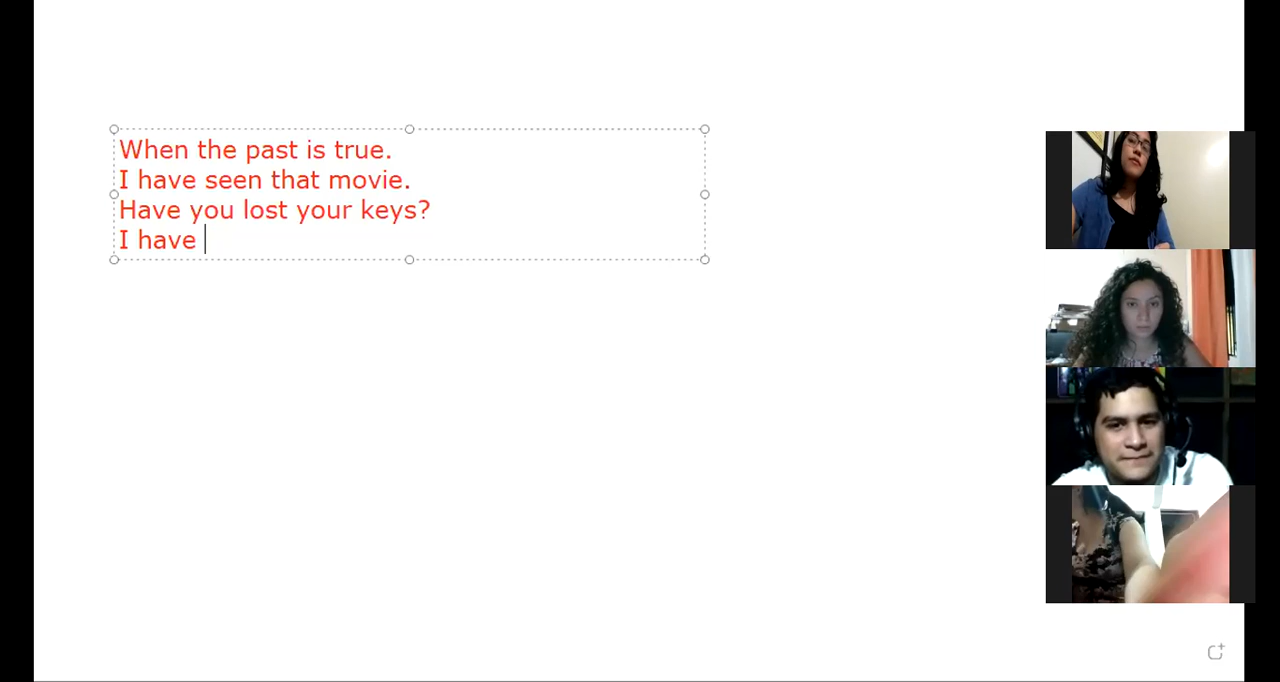 When the past is true.
I have seen that movie.
Have you lost your keys?
I have